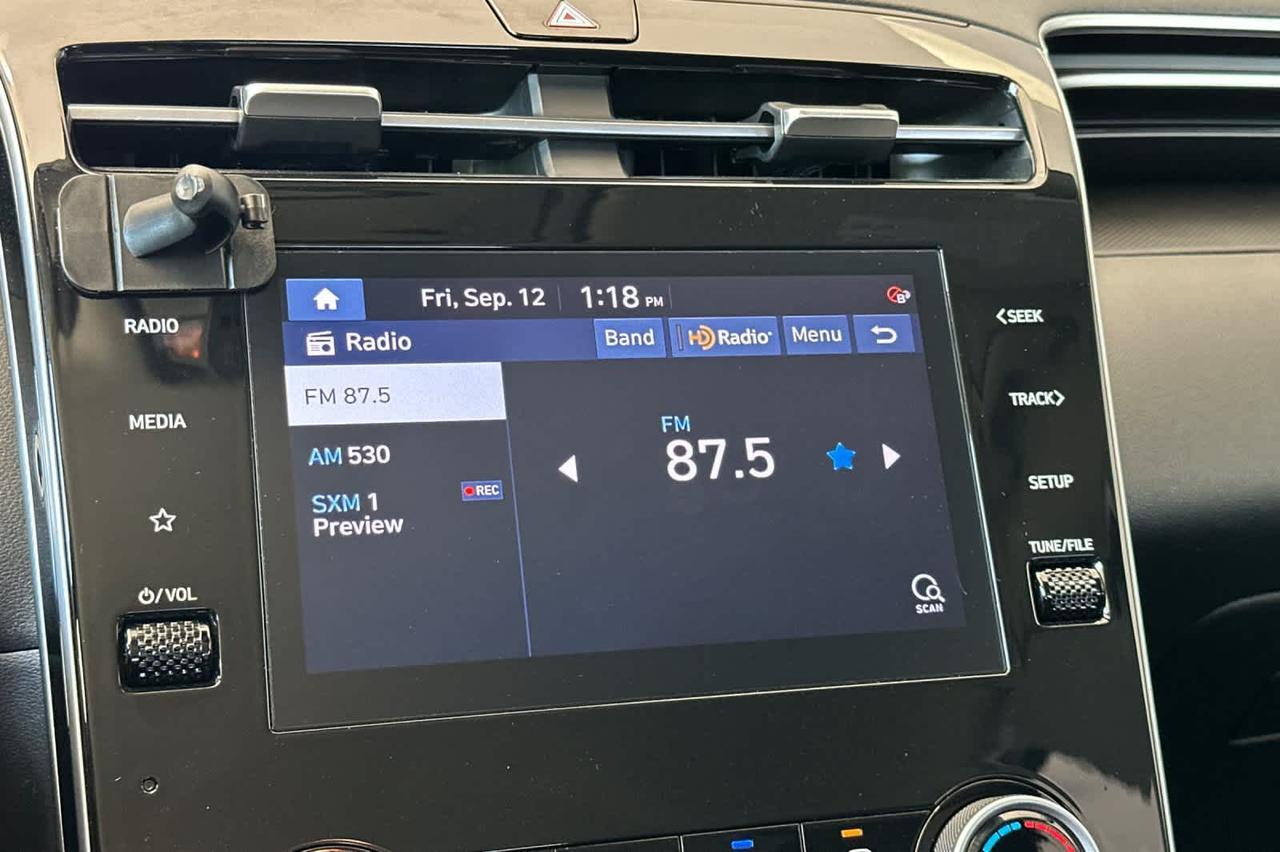 Fri, Sep. 12 1:18 PM
Radio Band HD Radio Menu
FM 87.5
AM 530
SXM 1
Preview
REC
FM
87.5
SCAN
RADIO
MEDIA
/ VOL
<SEEK
TRACK>
SETUP
TUNE/FILE